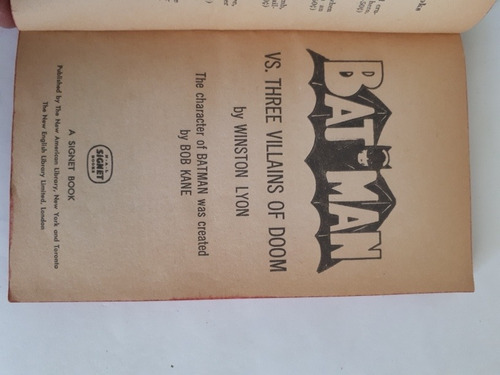 BATMAN
VS. THREE VILLAINS OF DOOM
by WINSTON LYON
The character of BATMAN was created
by BOB KANE
SIGNET
BOOKS
A SIGNET BOOK
Published by The New American Library, New York and Toronto
The New English Library Limited, London